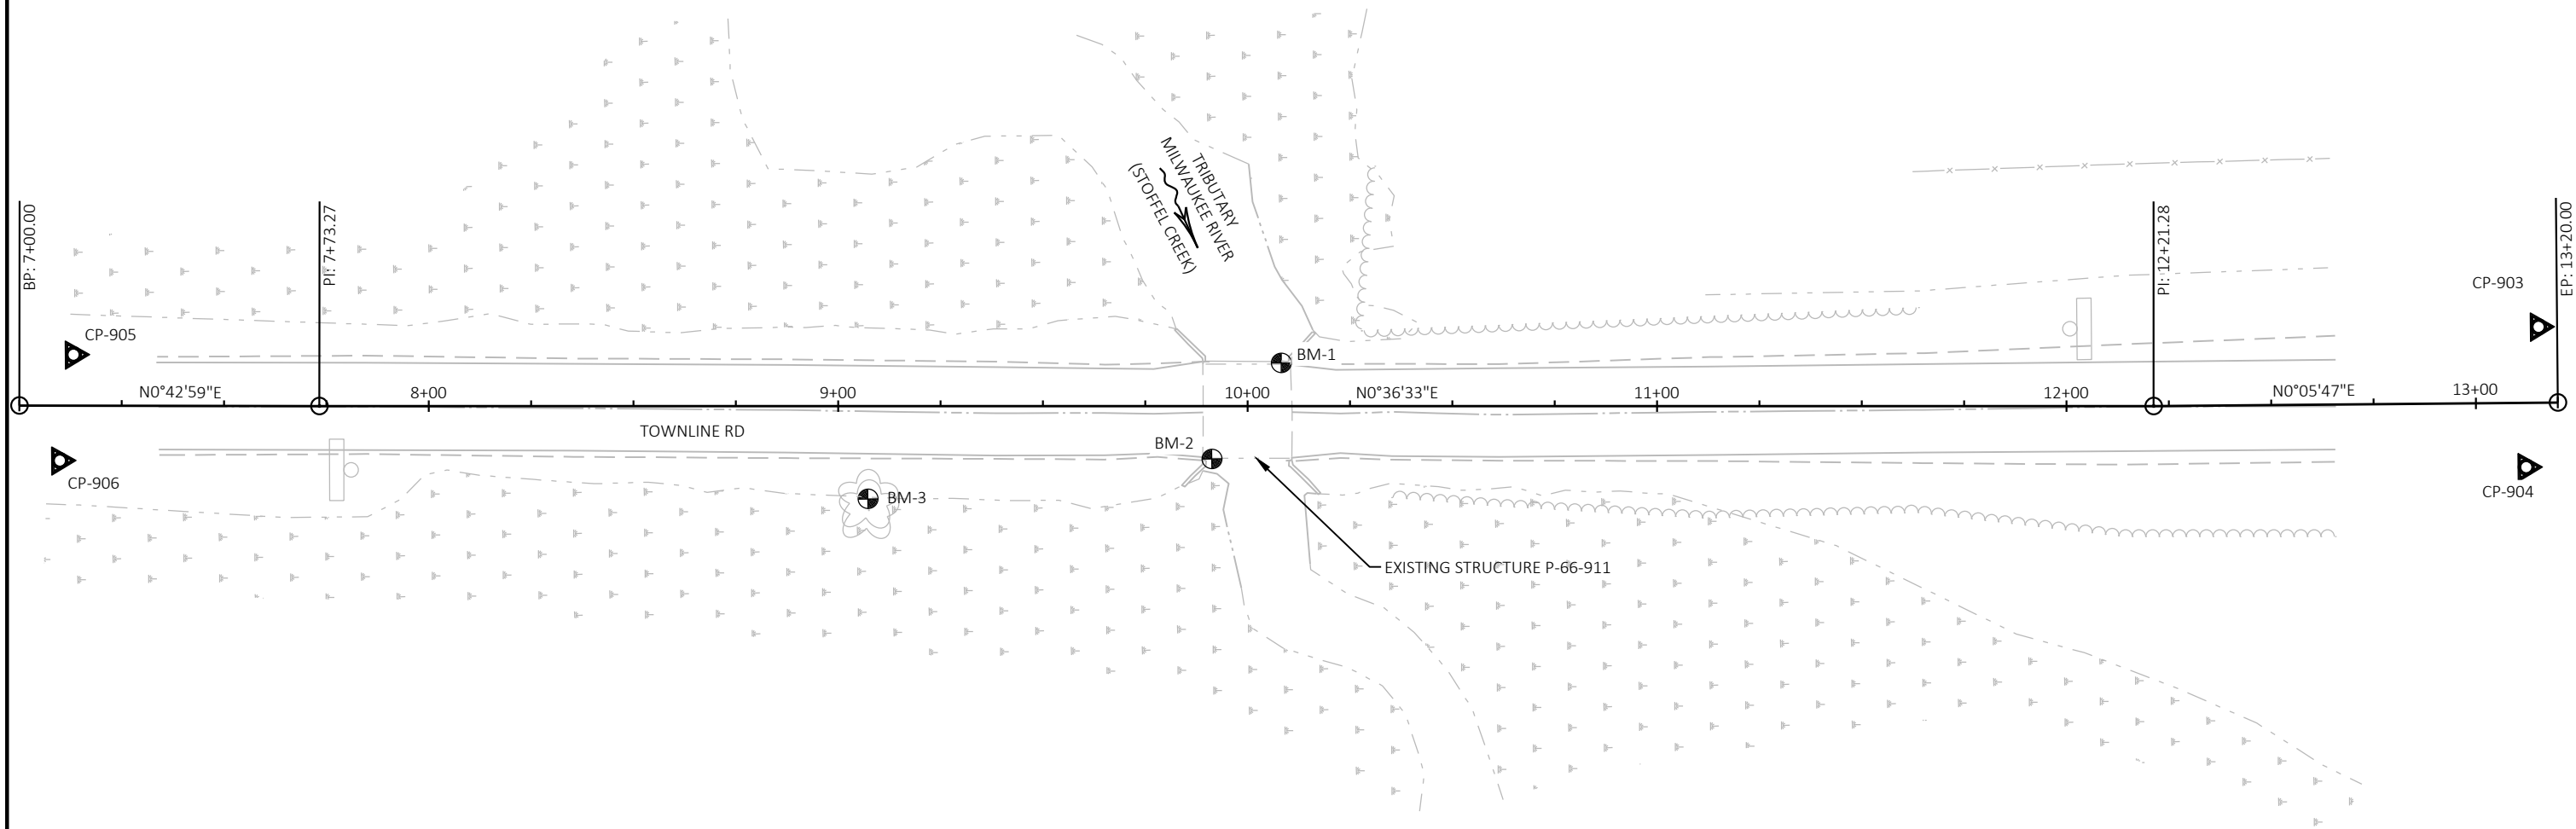 TRIBUTARY
MILWAUKEE RIVER
(STOFFEL CREEK)
BP: 7+00.00
PI: 7+73.27
PI: 12+21.28
EP: 13+20.00
CP-903
CP-905
BM-1
N0°42'59"E
8+00
9+00
10+00
N0°36'33"E
11+00
12+00
N0°05'47"E
13+00
TOWNLINE RD
BM-2
CP-906
BM-3
CP-904
EXISTING STRUCTURE P-66-911